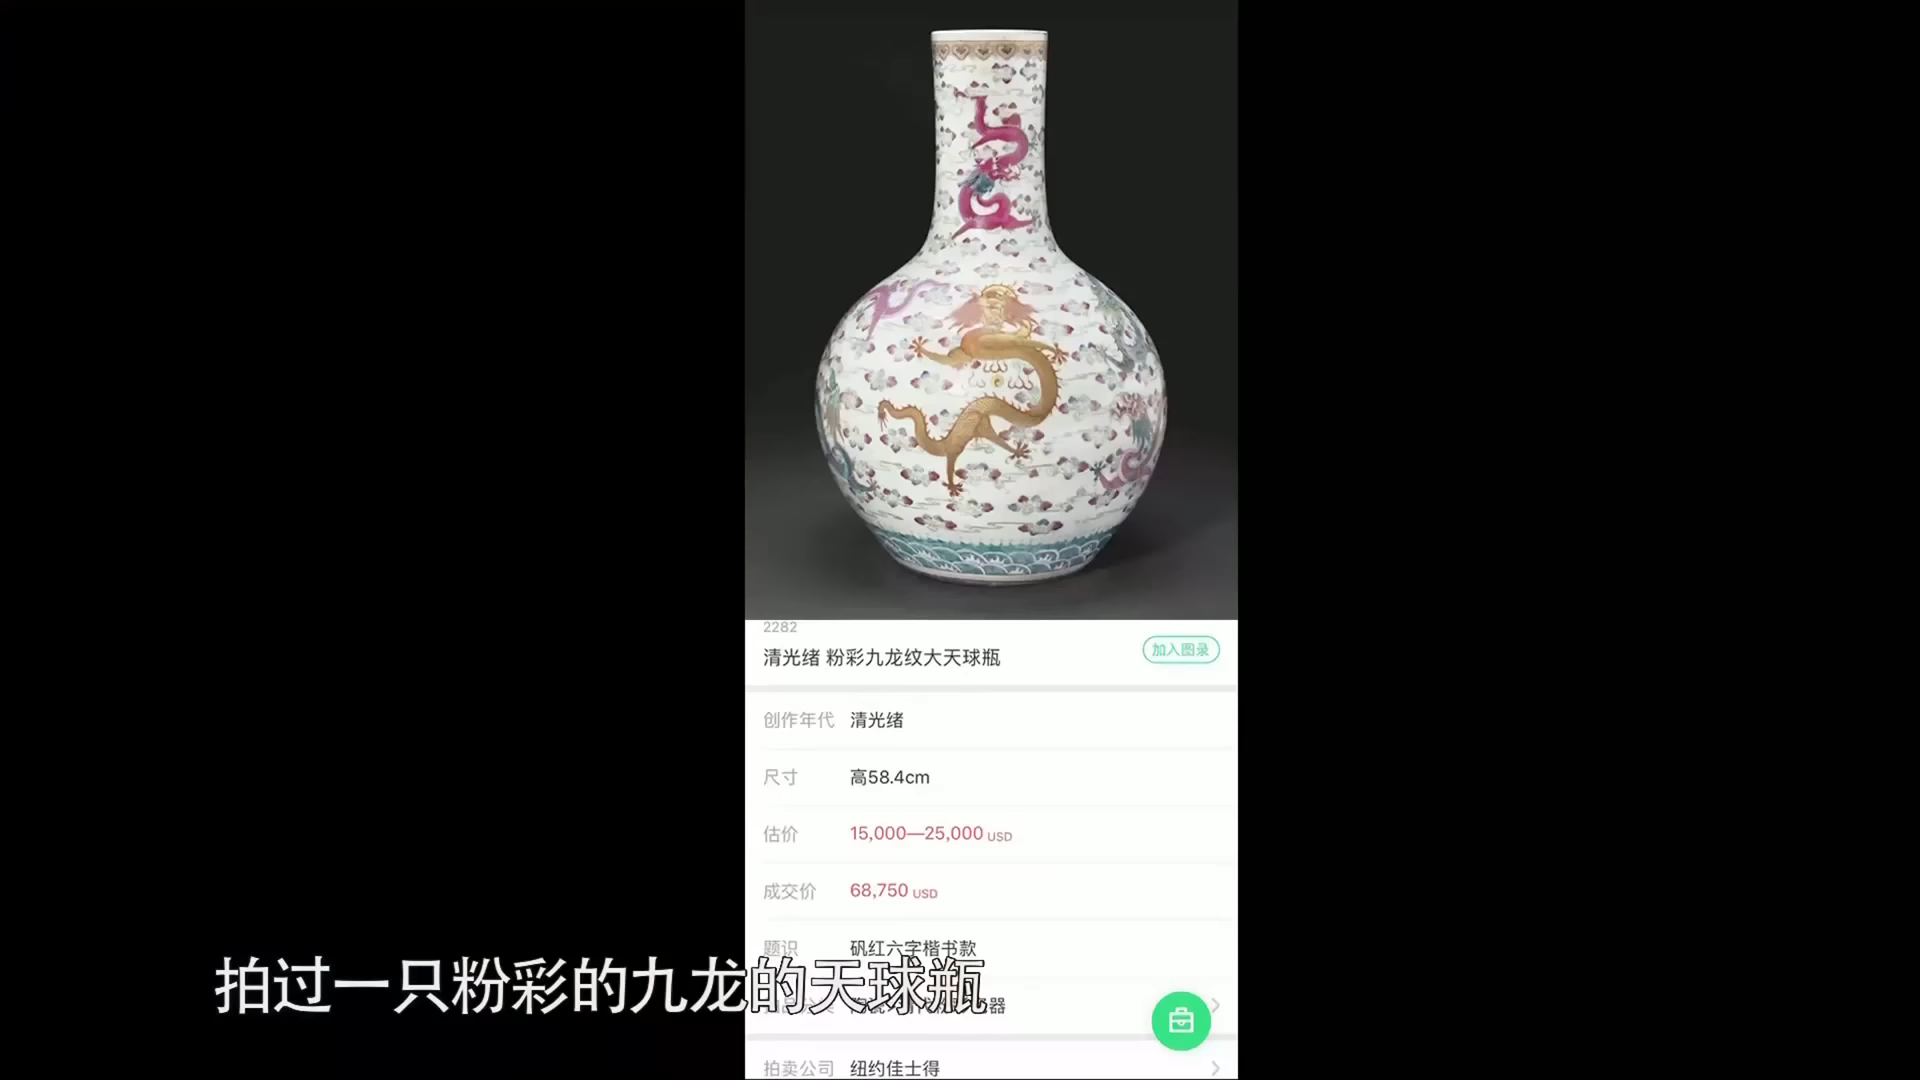 2282
清光绪 粉彩九龙纹大天球瓶
加入图录
创作年代 清光绪
尺寸 高58.4cm
估价 15,000—25,000 USD
成交价 68,750 USD
题识 矾红六字楷书款
拍过一只粉彩的九龙的天球瓶
拍卖公司 纽约佳士得